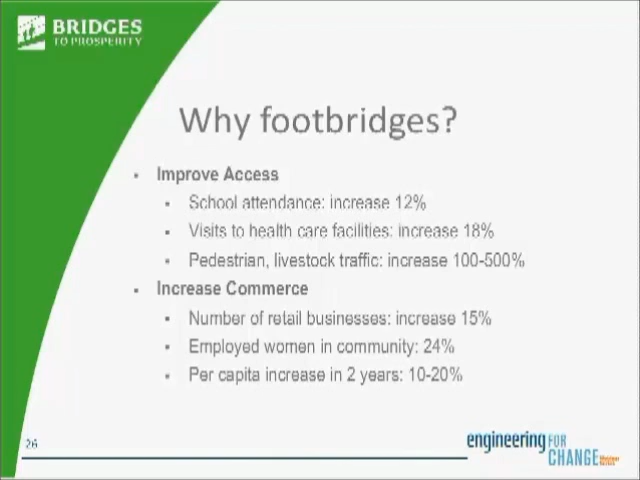 BRIDGES
TO PROSPERITY
Why footbridges?
Improve Access
School attendance: increase 12%
Visits to health care facilities: increase 18%
Pedestrian, livestock traffic: increase 100-500%
Increase Commerce
Number of retail businesses: increase 15%
Employed women in community: 24%
Per capita increase in 2 years: 10-20%
26
engineering FOR
CHANGE